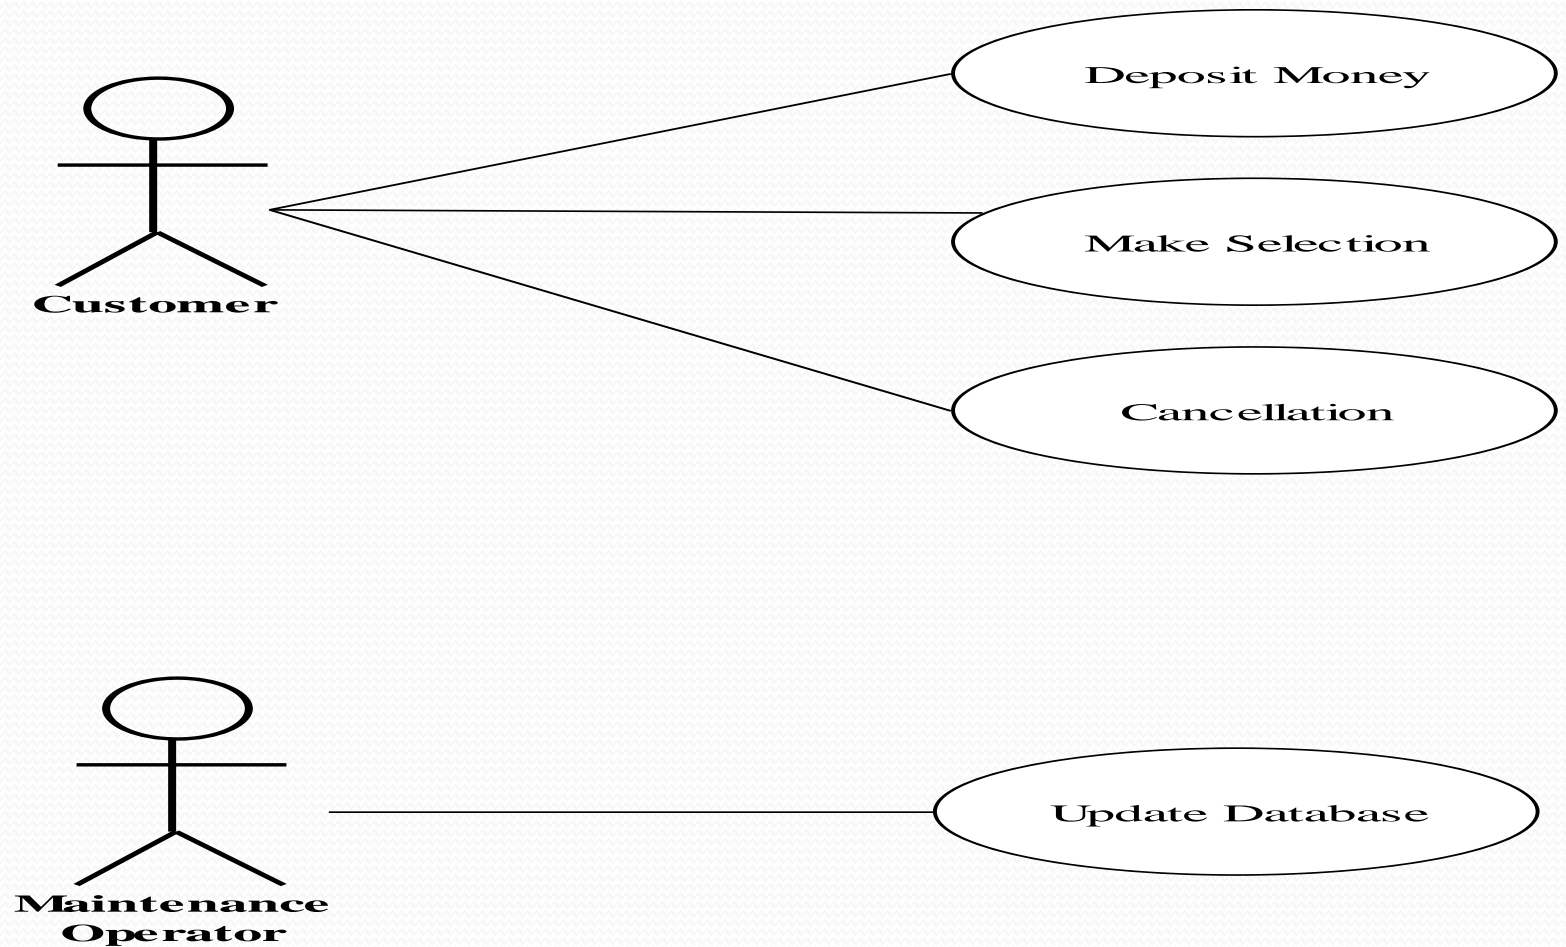 Deposit Money
Make Selection
Customer
Cancellation
Update Database
Maintenance
Operator